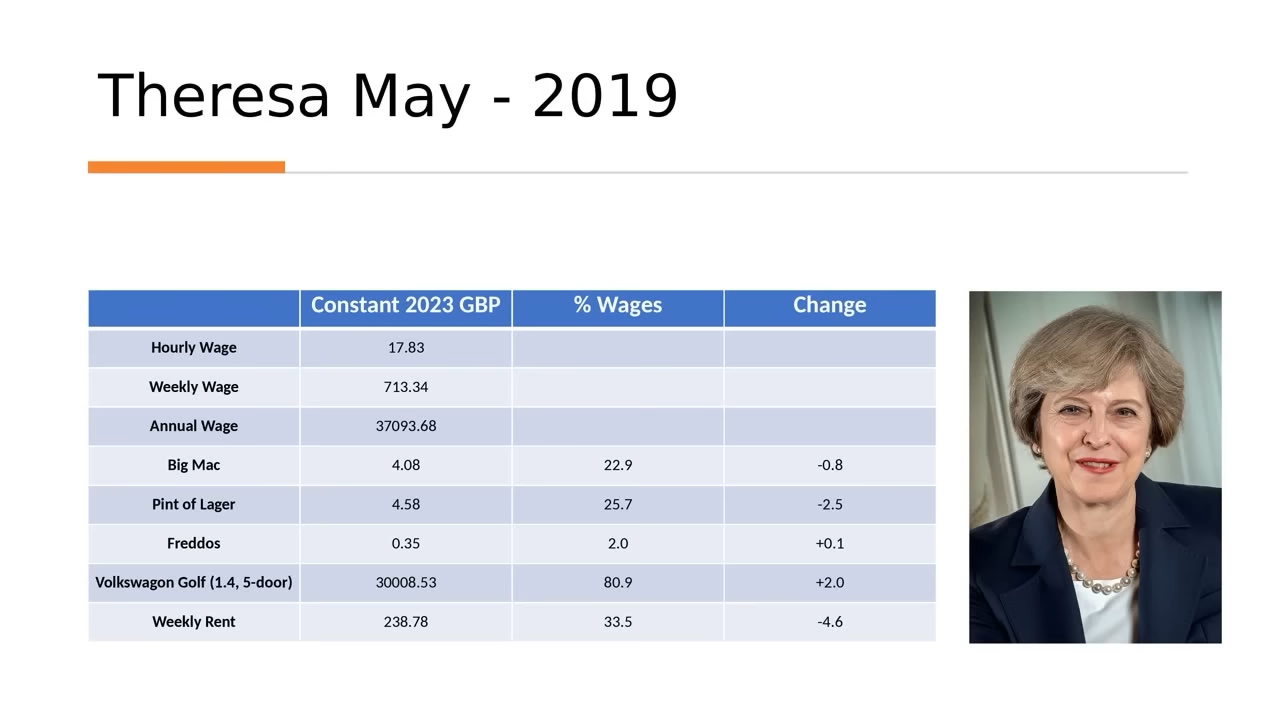 Theresa May - 2019
Constant 2023 GBP % Wages Change
Hourly Wage 17.83
Weekly Wage 713.34
Annual Wage 37093.68
Big Mac 4.08 22.9 -0.8
Pint of Lager 4.58 25.7 -2.5
Freddos 0.35 2.0 +0.1
Volkswagon Golf (1.4, 5-door) 30008.53 80.9 +2.0
Weekly Rent 238.78 33.5 -4.6